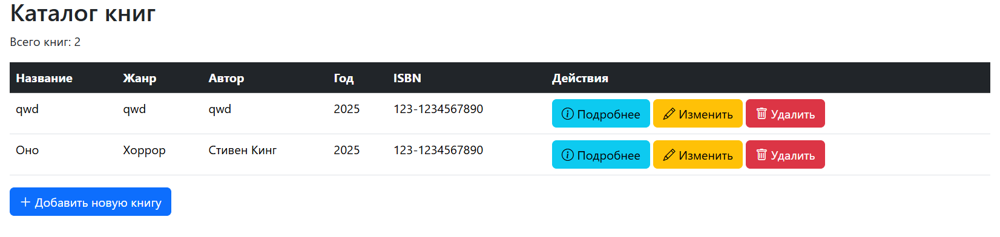 Каталог книг
Всего книг: 2
Название Жанр Автор Год ISBN Действия
qwd qwd qwd 2025 123-1234567890 Подробнее Изменить Удалить
Оно Хоррор Стивен Кинг 2025 123-1234567890 Подробнее Изменить Удалить
+ Добавить новую книгу